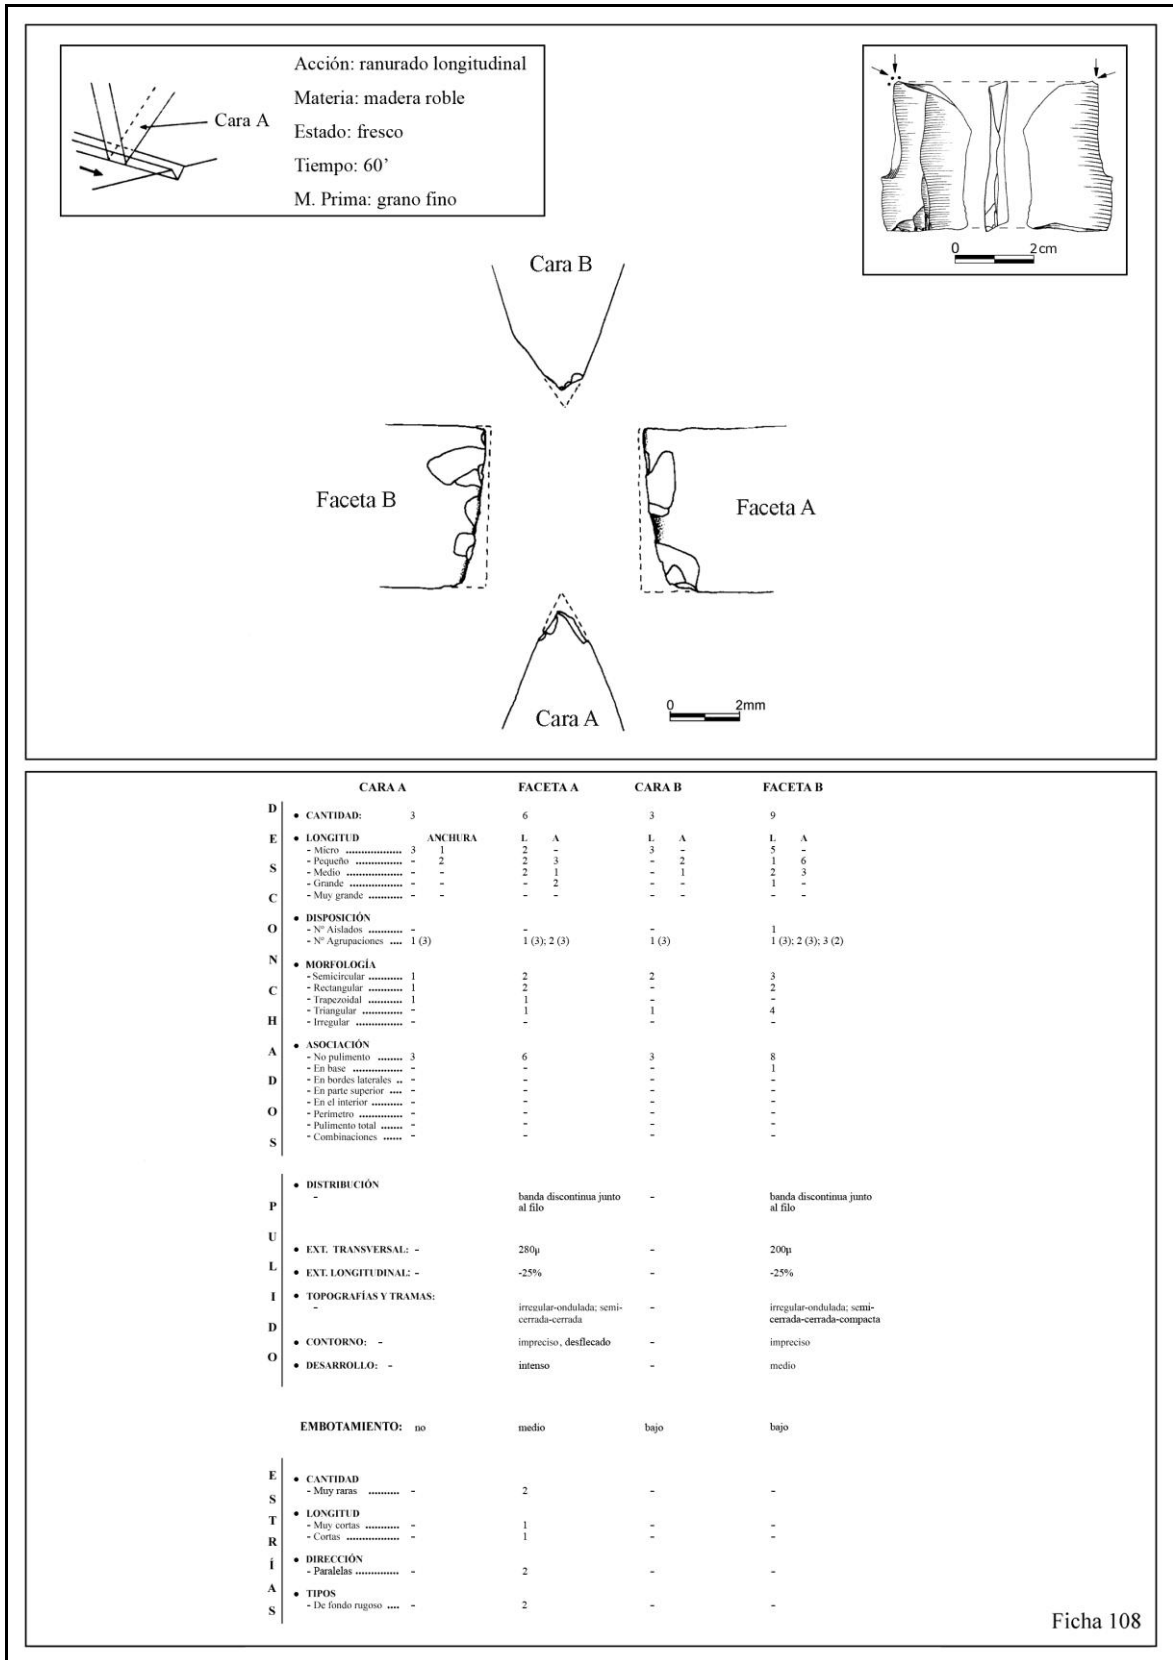 Acción: ranurado longitudinal
Materia: madera roble
Cara A
Estado: fresco
Tiempo: 60’
M. Prima: grano fino
0 2cm
Cara B
Faceta B
Faceta A
Cara A
0 2mm
CARA A FACETA A CARA B FACETA B
DESCONCHADOS
• CANTIDAD: 3 6 3 9
• LONGITUD ANCHURA L A L A L A
- Micro .................. 3 1 2 - 3 - 5 -
- Pequeño ................ - 2 2 3 - 2 1 6
- Medio .................. - - 2 1 - 1 2 3
- Grande ................. - - - 2 - - 1 -
- Muy grande ........... - - - - - - - -
• DISPOSICIÓN
- Nº Aislados ........... - - - 1
- Nº Agrupaciones .... 1 (3) 1 (3); 2 (3) 1 (3) 1 (3); 2 (3); 3 (2)
• MORFOLOGÍA
- Semicircular ........... 1 2 2 3
- Rectangular ........... 1 2 - 2
- Trapezoidal ........... 1 1 - -
- Triangular .............. - 1 1 4
- Irregular ............... - - - -
• ASOCIACIÓN
- No pulimento ........ 3 6 3 8
- En base ................. - - - 1
- En bordes laterales .. - - - -
- En parte superior .... - - - -
- En el interior .......... - - - -
- Perímetro .............. - - - -
- Pulimento total ....... - - - -
- Combinaciones ...... - - - -
PULIDO
• DISTRIBUCIÓN
- banda discontinua junto - banda discontinua junto
al filo al filo
• EXT. TRANSVERSAL: - 280µ - 200µ
• EXT. LONGITUDINAL: - -25% - -25%
• TOPOGRAFÍAS Y TRAMAS:
- irregular-ondulada; semi- - irregular-ondulada; semi-
cerrada-cerrada cerrada-cerrada-compacta
• CONTORNO: - impreciso, desflecado - impreciso
• DESARROLLO: - intenso - medio
EMBOTAMIENTO: no medio bajo bajo
ESTRÍAS
• CANTIDAD
- Muy raras .......... - 2 - -
• LONGITUD
- Muy cortas ........... - 1 - -
- Cortas ................. - 1 - -
• DIRECCIÓN
- Paralelas .............. - 2 - -
• TIPOS
- De fondo rugoso .... - 2 - -
Ficha 108